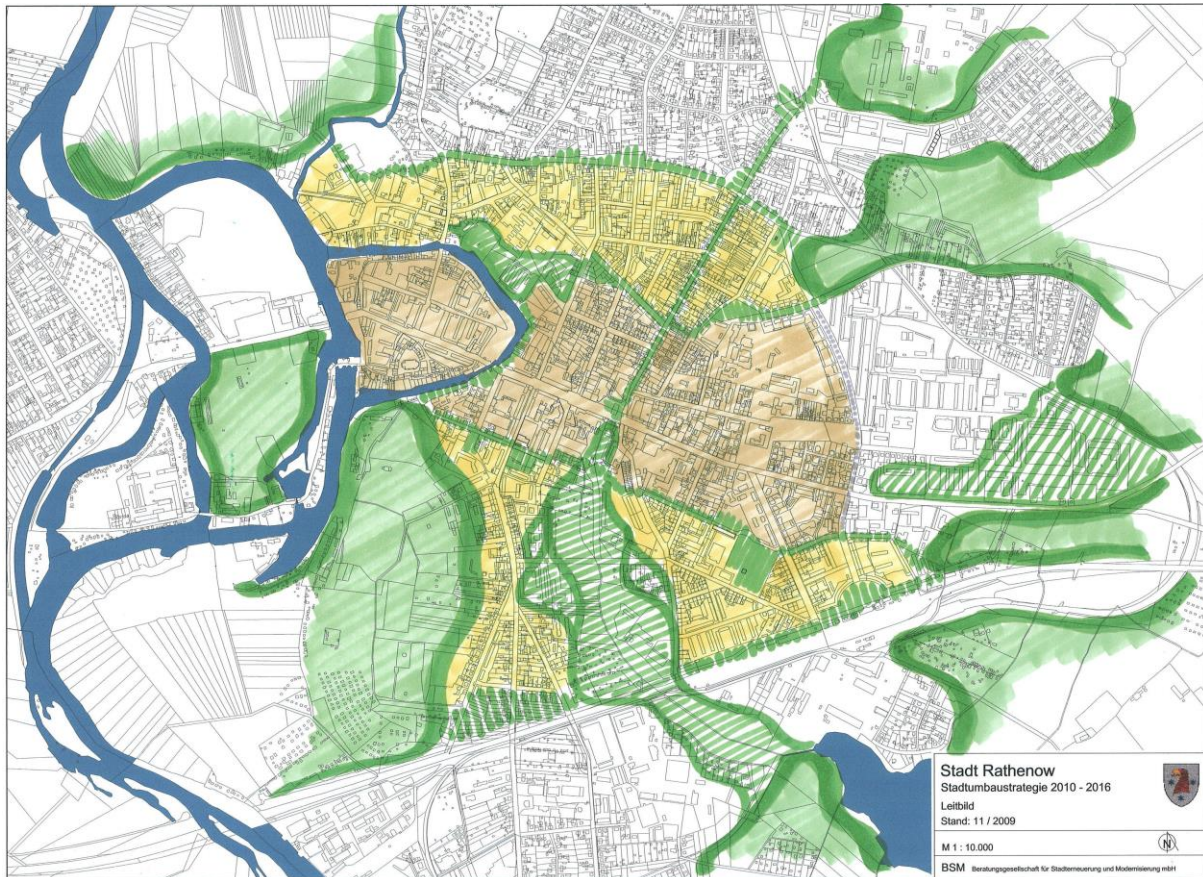 Stadt Rathenow
Stadtumbaustrategie 2010 - 2016
Leitbild
Stand: 11 / 2009
M 1 : 10.000
N
BSM Beratungsgesellschaft für Stadterneuerung und Modernisierung mbH